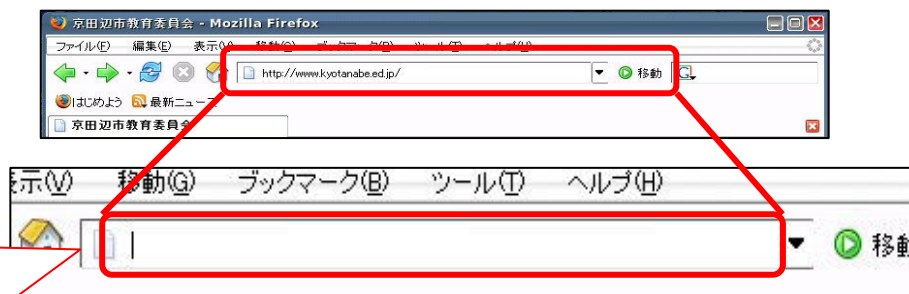 京田辺市教育委員会 - Mozilla Firefox
ファイル(F) 編集(E) 表示(V) 移動(G) ブックマーク(B) ツール(T) ヘルプ(H)
http://www.kyotanabe.ed.jp/ 移動 G
はじめよう 最新ニュース
京田辺市教育委員会
表示(V) 移動(G) ブックマーク(B) ツール(T) ヘルプ(H)
移動